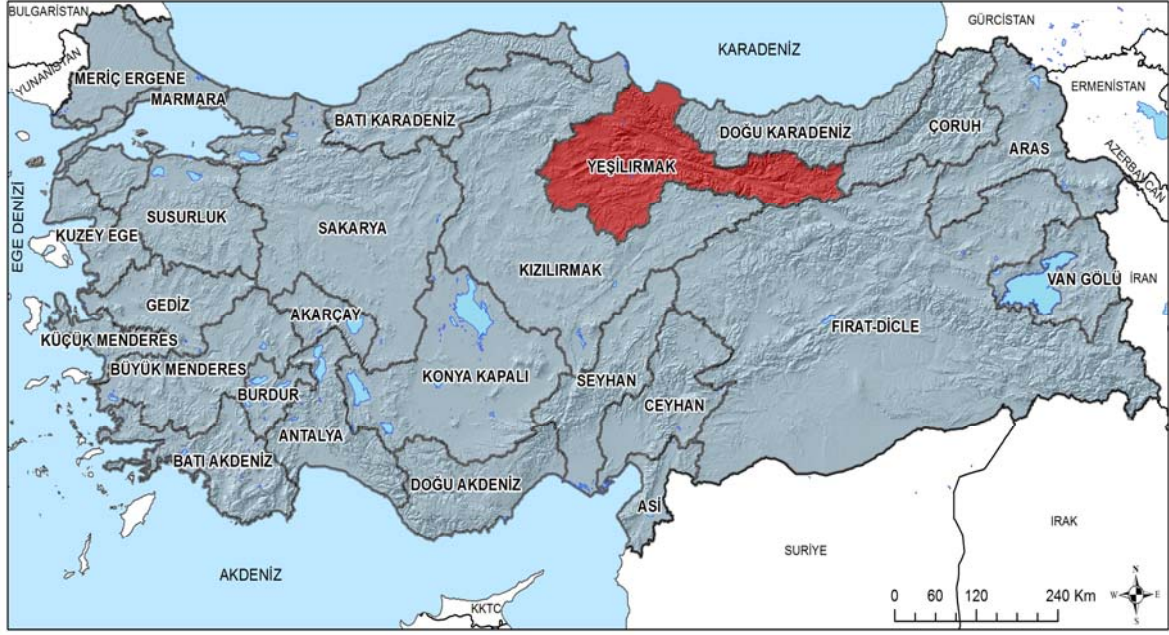 BULGARİSTAN
GÜRCİSTAN
KARADENİZ
YUNANİSTAN
MERİÇ ERGENE
ERMENİSTAN
MARMARA
BATI KARADENİZ
DOĞU KARADENİZ
ÇORUH
ARAS
AZERBAYCAN
YEŞİLIRMAK
EGE DENİZİ
SUSURLUK
KUZEY EGE
SAKARYA
KIZILIRMAK
VAN GÖLÜ
İRAN
GEDİZ
AKARÇAY
FIRAT-DİCLE
KÜÇÜK MENDERES
BÜYÜK MENDERES
KONYA KAPALI
SEYHAN
BURDUR
CEYHAN
ANTALYA
BATI AKDENİZ
DOĞU AKDENİZ
ASİ
IRAK
SURİYE
AKDENİZ
KKTC
N
W E
S
0 60 120 240 Km